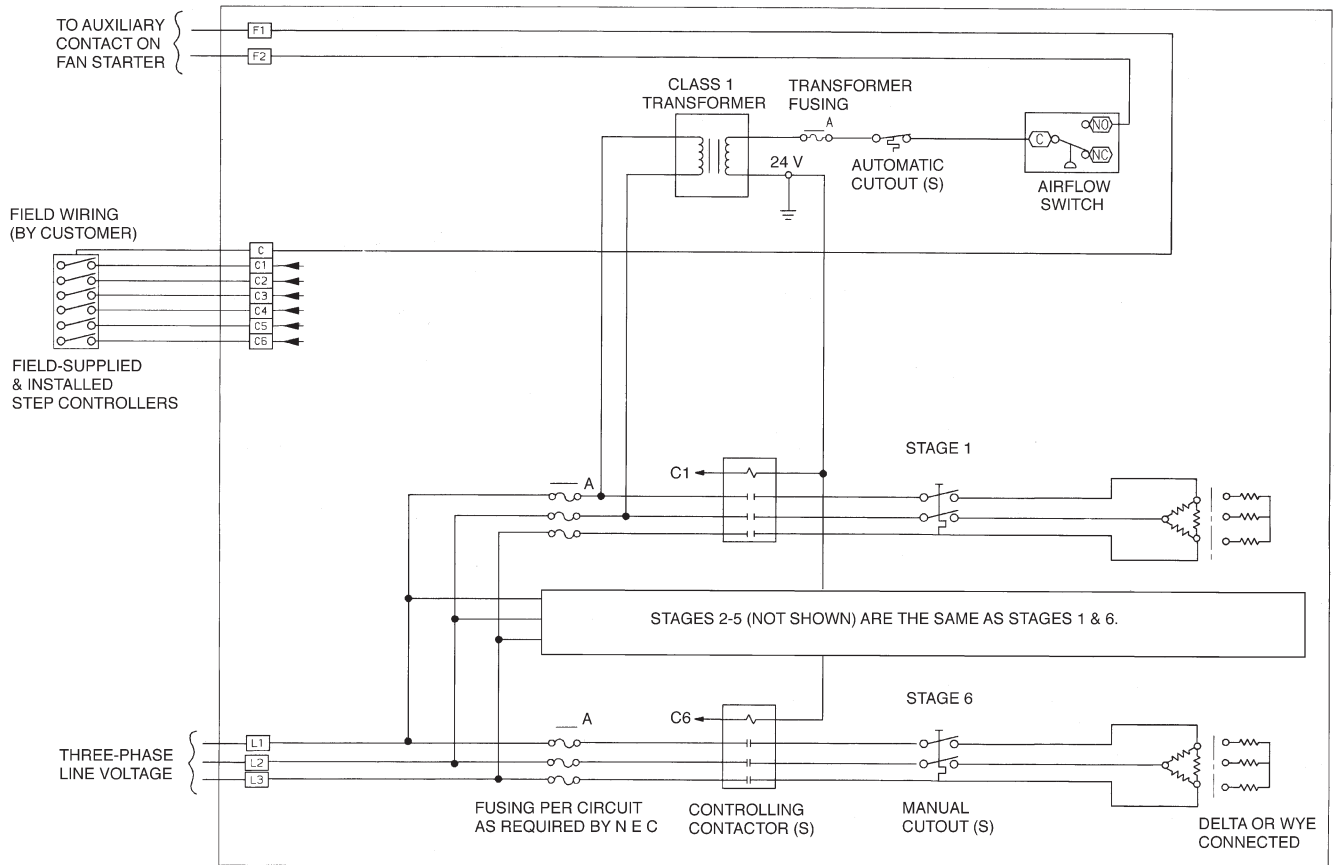 TO AUXILIARY
CONTACT ON
FAN STARTER
F1
F2
CLASS 1
TRANSFORMER
TRANSFORMER
FUSING
A
24 V
AUTOMATIC
CUTOUT (S)
C
NO
NC
AIRFLOW
SWITCH
FIELD WIRING
(BY CUSTOMER)
C
C1
C2
C3
C4
C5
C6
FIELD-SUPPLIED
& INSTALLED
STEP CONTROLLERS
STAGE 1
C1
A
STAGES 2-5 (NOT SHOWN) ARE THE SAME AS STAGES 1 & 6.
STAGE 6
C6
A
THREE-PHASE
LINE VOLTAGE
L1
L2
L3
FUSING PER CIRCUIT
AS REQUIRED BY N E C
CONTROLLING
CONTACTOR (S)
MANUAL
CUTOUT (S)
DELTA OR WYE
CONNECTED